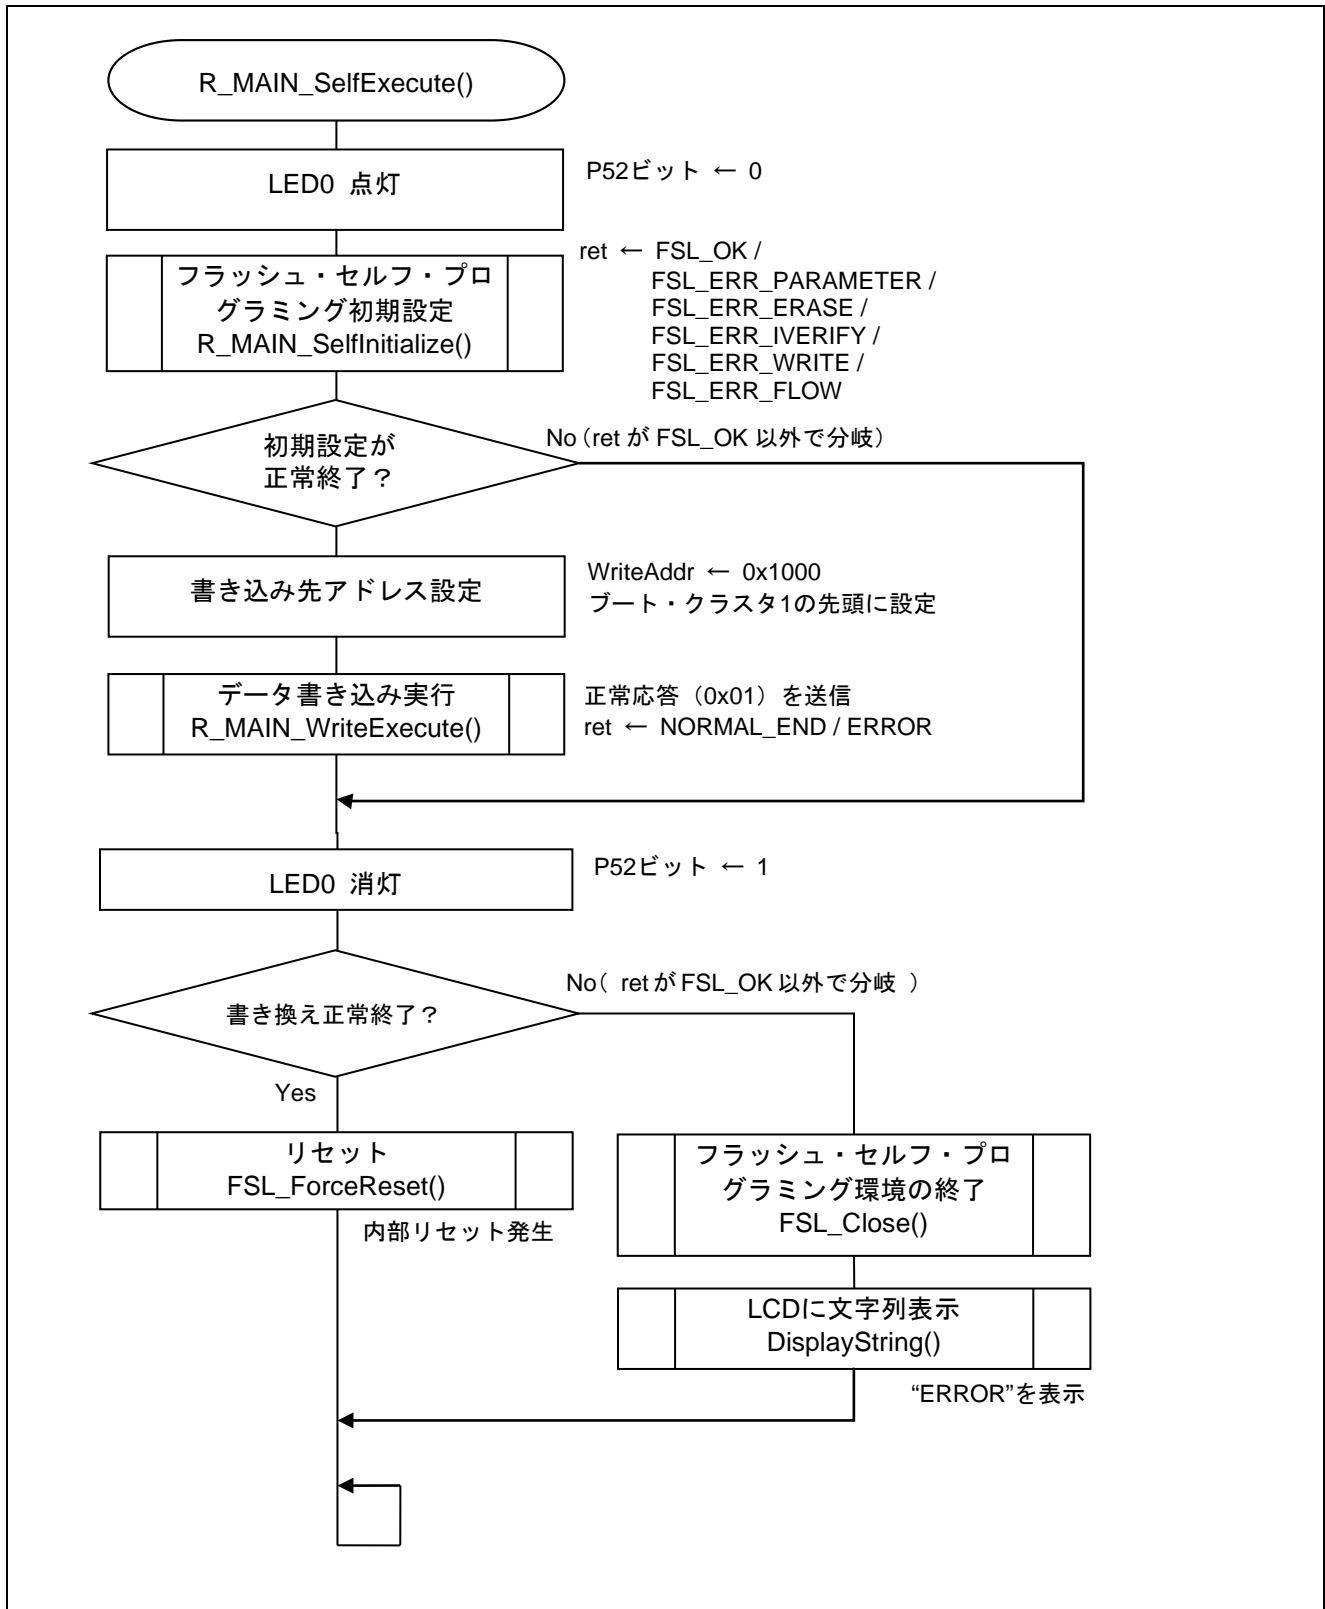 R_MAIN_SelfExecute()
LED0 点灯
P52ビット ← 0
フラッシュ・セルフ・プロ
グラミング初期設定
R_MAIN_SelfInitialize()
ret ← FSL_OK /
FSL_ERR_PARAMETER /
FSL_ERR_ERASE /
FSL_ERR_IVERIFY /
FSL_ERR_WRITE /
FSL_ERR_FLOW
初期設定が
正常終了？
No（ret が FSL_OK 以外で分岐）
書き込み先アドレス設定
WriteAddr ← 0x1000
ブート・クラスタ1の先頭に設定
データ書き込み実行
R_MAIN_WriteExecute()
正常応答（0x01）を送信
ret ← NORMAL_END / ERROR
LED0 消灯
P52ビット ← 1
書き換え正常終了？
No（ ret が FSL_OK 以外で分岐 ）
Yes
リセット
FSL_ForceReset()
内部リセット発生
フラッシュ・セルフ・プロ
グラミング環境の終了
FSL_Close()
LCDに文字列表示
DisplayString()
“ERROR”を表示